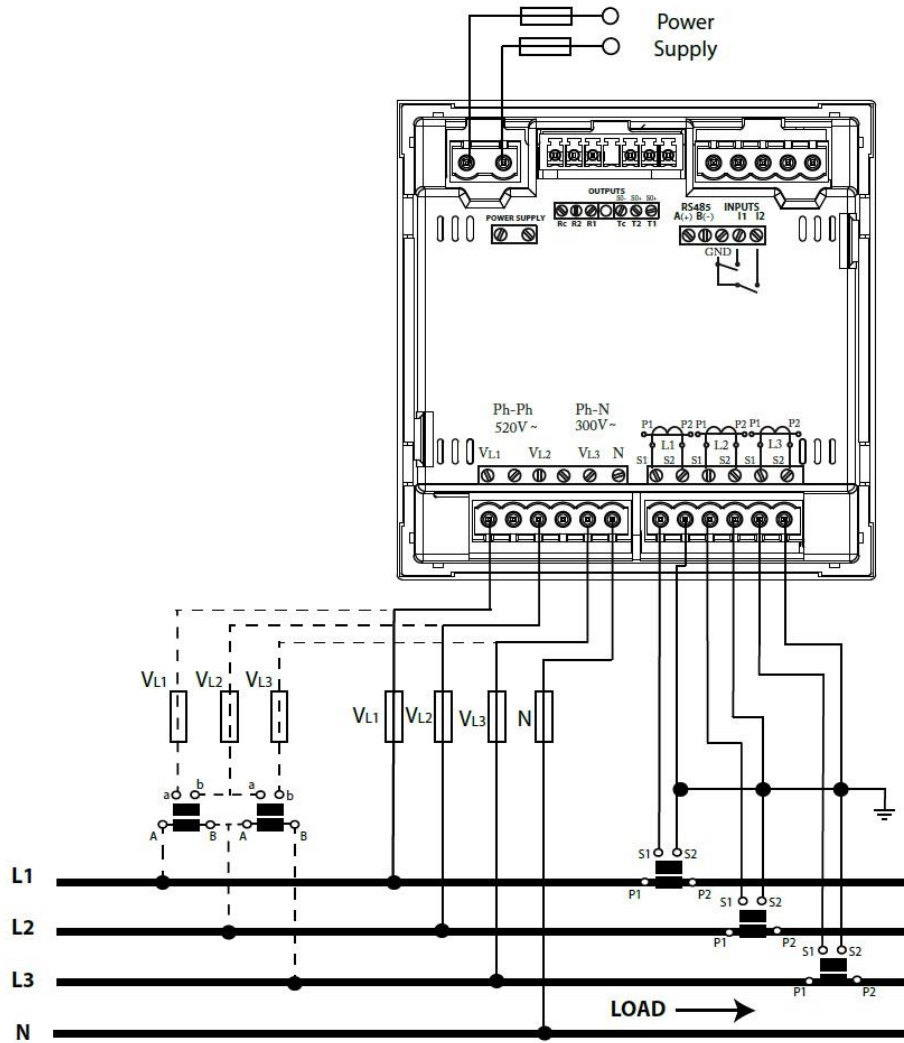 Power
Supply
OUTPUTS
S0- S0+ S0+
POWER SUPPLY
Rc R2 R1 Tc T2 T1
RS485 INPUTS
A(+) B(-) I1 I2
GND
Ph-Ph Ph-N
520V ~ 300V ~
P1 P2 P1 P2 P1 P2
L1 L2 L3
VL1 VL2 VL3 N
S1 S2 S1 S2 S1 S2
VL1 VL2 VL3
VL1 VL2 VL3 N
a b a b
A B A B
S1 S2
L1
P1 P2
S1 S2
L2
P1 P2
S1 S2
L3
P1 P2
LOAD
N